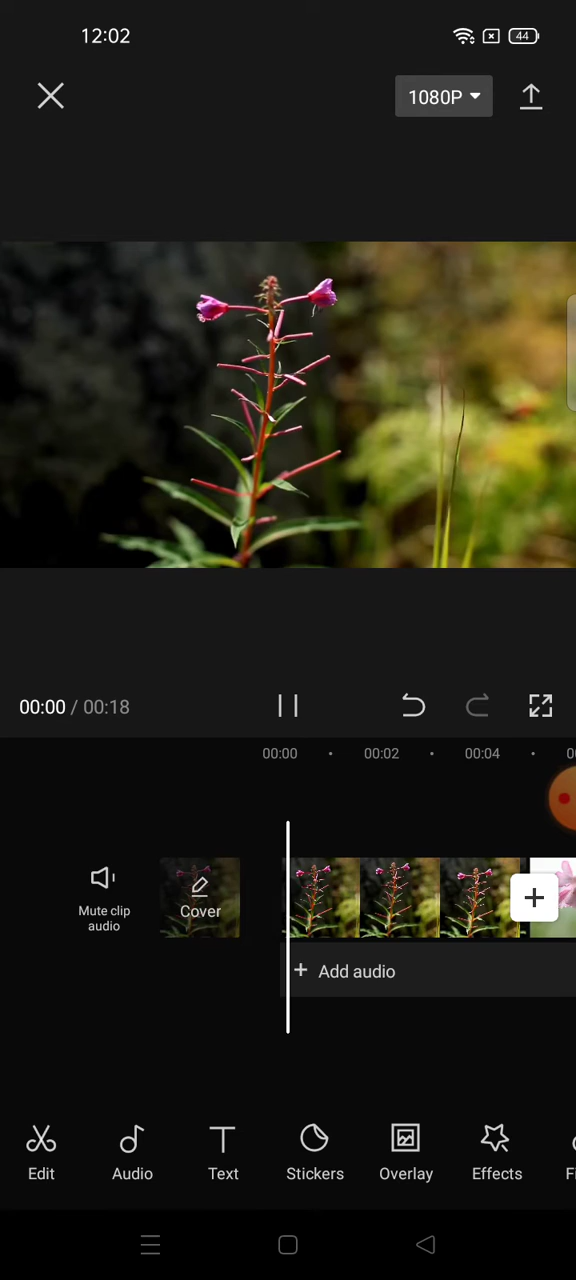 12:02
44
1080P
00:00 / 00:18
00:00 • 00:02 • 00:04 •
Mute clip
audio
Cover
+ Add audio
Edit
Audio
Text
Stickers
Overlay
Effects